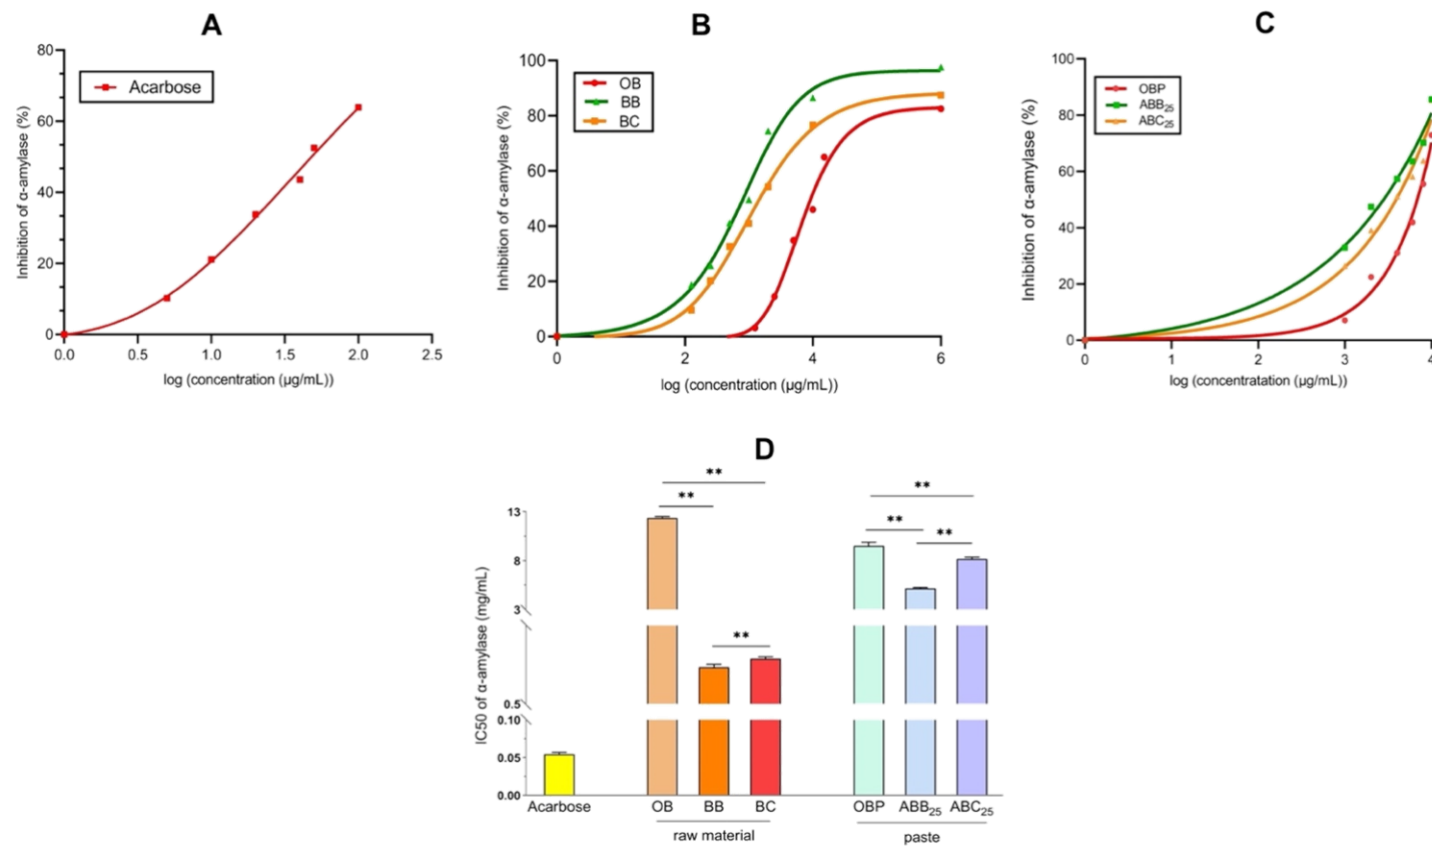 A
B
C
Acarbose
OB
BB
BC
OBP
ABB25
ABC25
Inhibition of α-amylase (%)
80
60
40
20
0
0.0
0.5
1.0
1.5
2.0
2.5
log (concentration (µg/mL))
Inhibition of α-amylase (%)
100
80
60
40
20
0
0
2
4
6
log (concentration (µg/mL))
Inhibition of α-amylase (%)
100
80
60
40
20
0
0
1
2
3
4
log (concentratation (µg/mL))
D
**
**
**
**
**
**
IC50 of α-amylase (mg/mL)
13
8
3
0.5
0.10
0.05
0.00
Acarbose
OB
BB
BC
OBP
ABB25
ABC25
raw material
paste